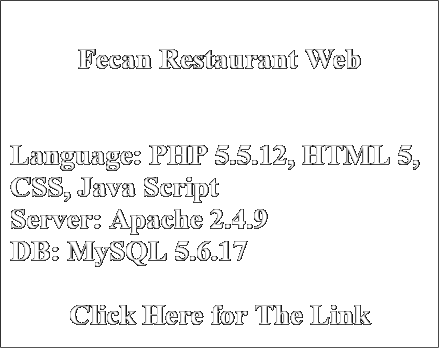 Fecan Restaurant Web
Language: PHP 5.5.12, HTML 5,
CSS, Java Script
Server: Apache 2.4.9
DB: MySQL 5.6.17
Click Here for The Link